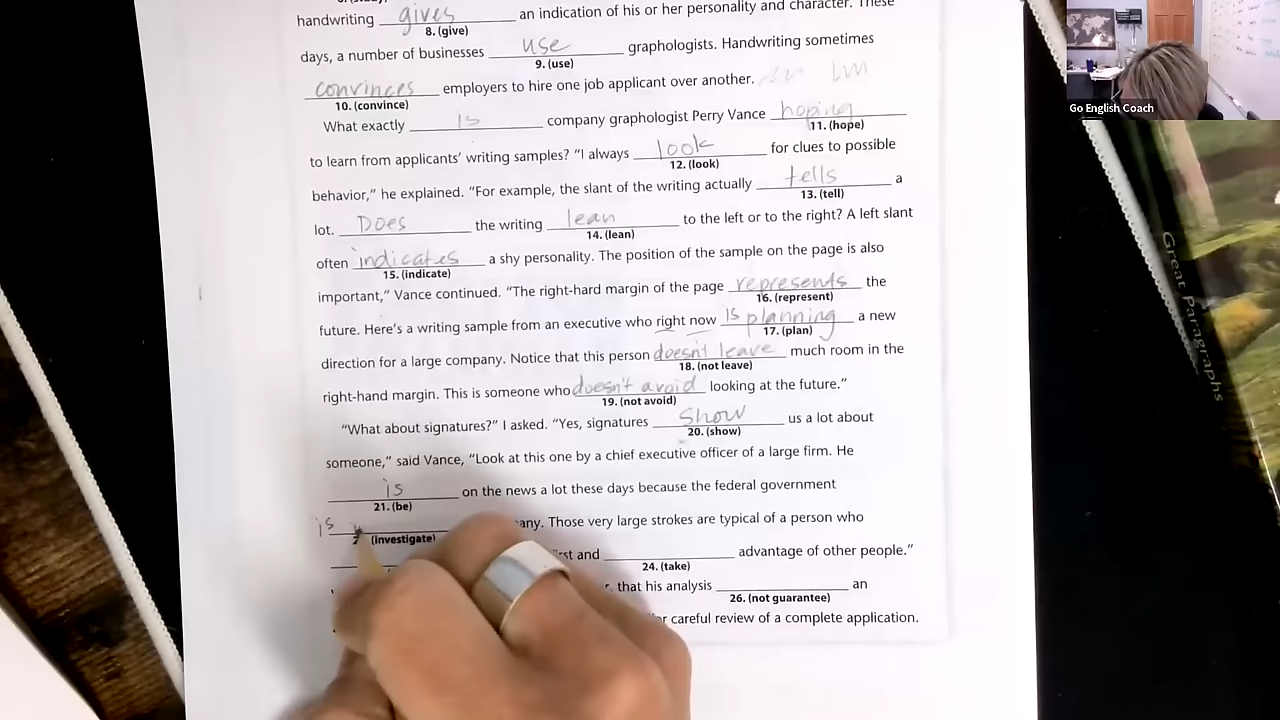 handwriting gives an indication of his or her personality and character. These
8. (give)
days, a number of businesses use graphologists. Handwriting sometimes
9. (use)
convinces employers to hire one job applicant over another.
10. (convince)
What exactly is company graphologist Perry Vance hoping
11. (hope)
to learn from applicants' writing samples? "I always look for clues to possible
12. (look)
behavior," he explained. "For example, the slant of the writing actually tells a
13. (tell)
lot. Does the writing lean to the left or to the right? A left slant
14. (lean)
often indicates a shy personality. The position of the sample on the page is also
15. (indicate)
important," Vance continued. "The right-hard margin of the page represents the
16. (represent)
future. Here's a writing sample from an executive who right now is planning a new
17. (plan)
direction for a large company. Notice that this person doesn't leave much room in the
18. (not leave)
right-hand margin. This is someone who doesn't avoid looking at the future."
19. (not avoid)
"What about signatures?" I asked. "Yes, signatures show us a lot about
20. (show)
someone," said Vance, "Look at this one by a chief executive officer of a large firm. He
is on the news a lot these days because the federal government
21. (be)
is Those very large strokes are typical of a person who
(investigate)
and advantage of other people."
24. (take)
that his analysis an
26. (not guarantee)
careful review of a complete application.
Go English Coach
Great Paragraphs